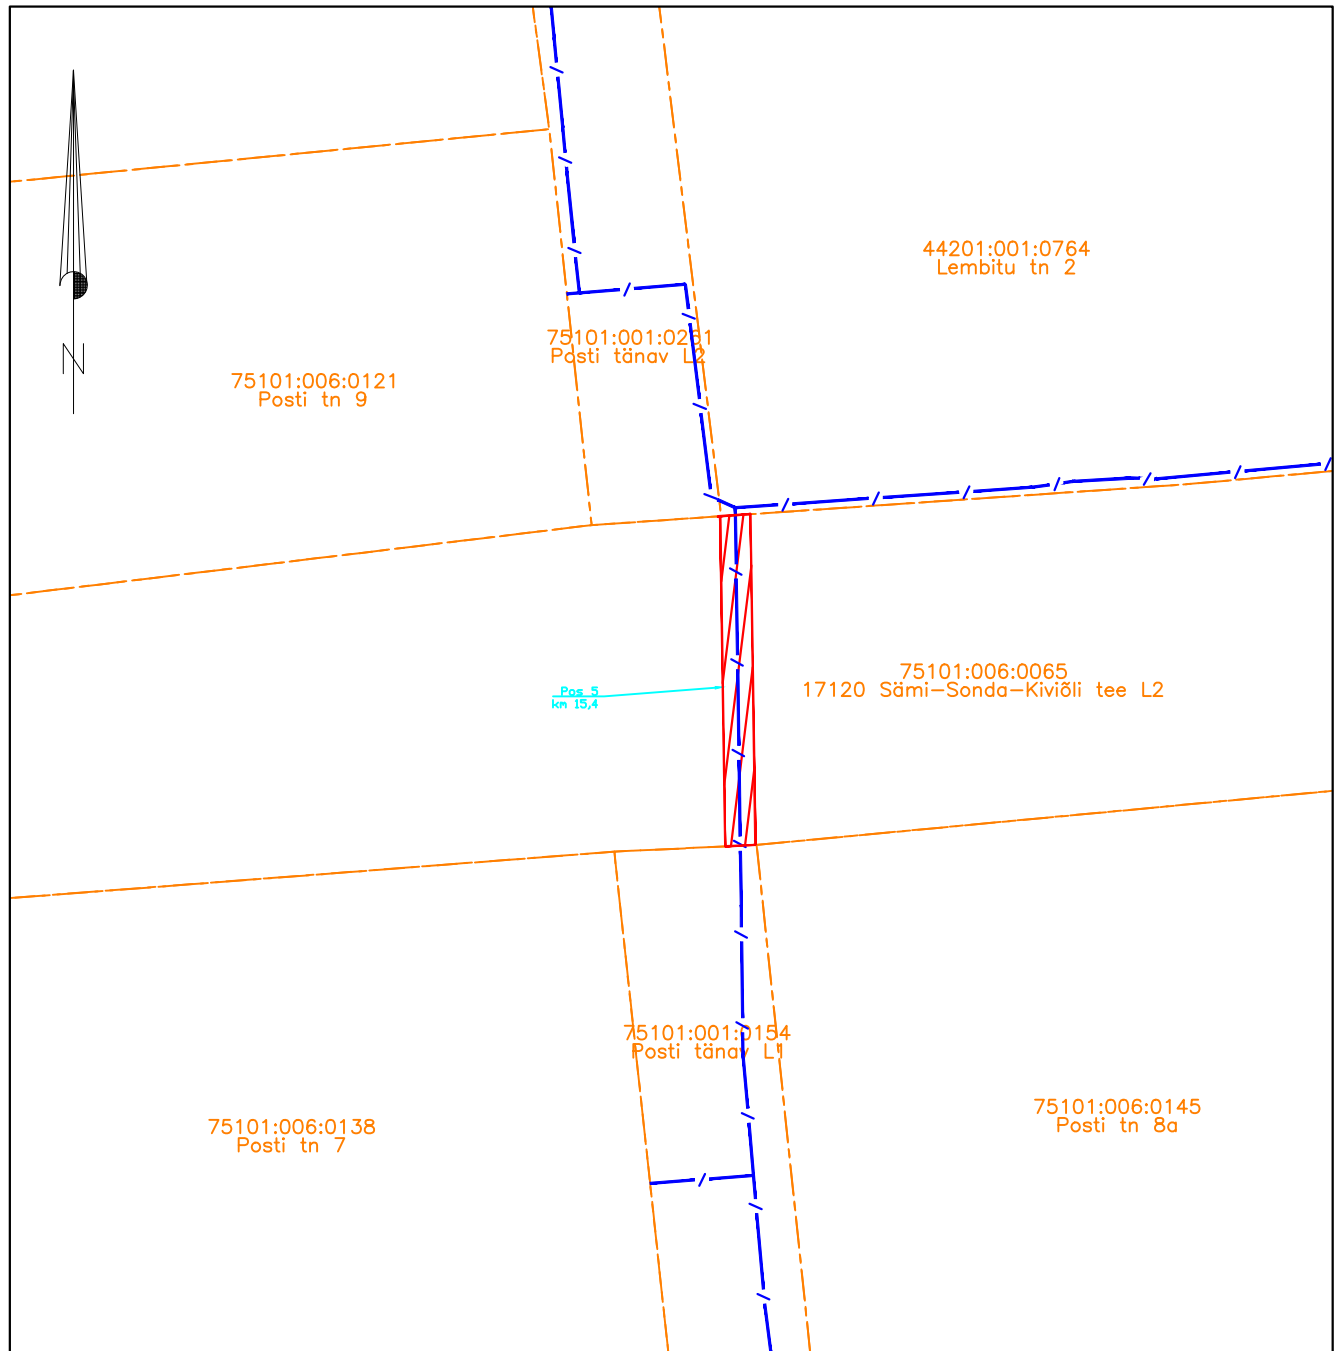 44201:001:0764
Lembitu tn 2
75101:001:0231
Posti tänav L2
75101:006:0121
Posti tn 9
N
75101:006:0065
17120 Sämi-Sonda-Kiviõli tee L2
Pos 5
km 15,4
75101:001:0154
Posti tänav L1
75101:006:0145
Posti tn 8a
75101:006:0138
Posti tn 7